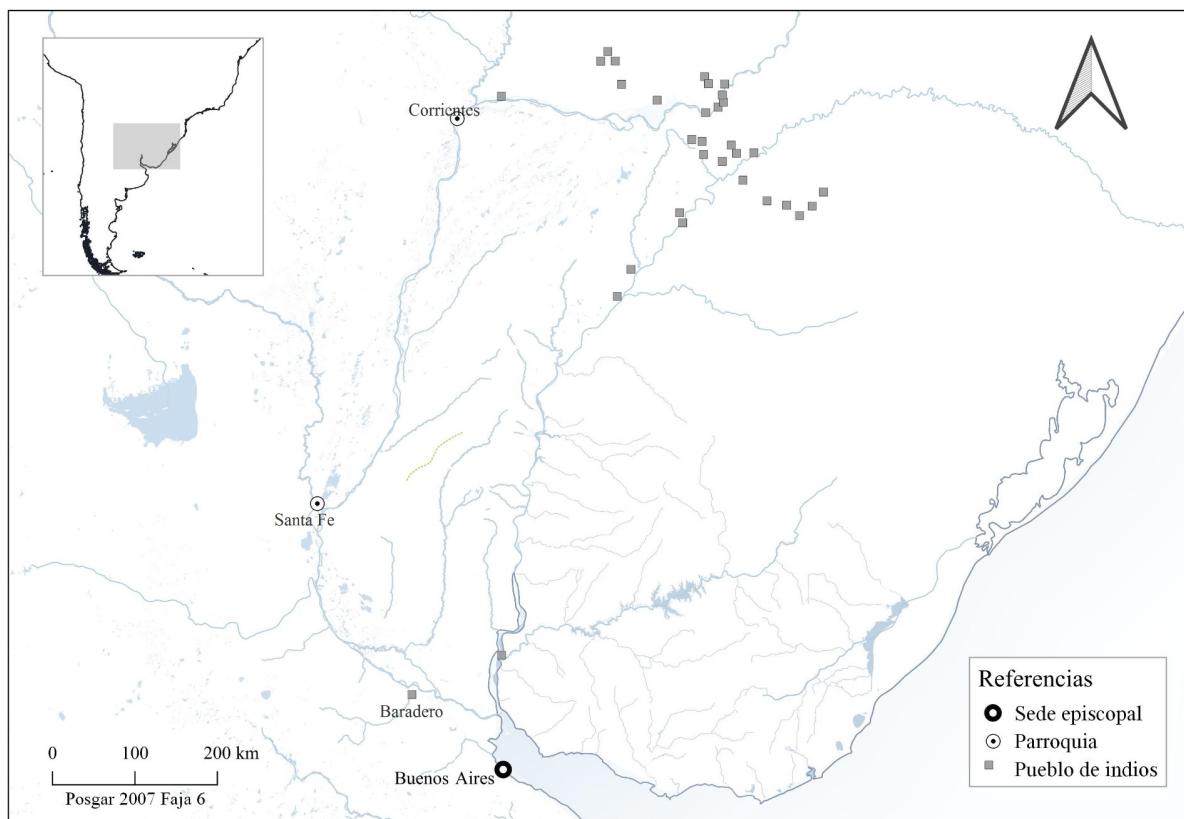 Corrientes
Santa Fe
Baradero
Buenos Aires
0 100 200 km
Posgar 2007 Faja 6
Referencias
Sede episcopal
Parroquia
Pueblo de indios